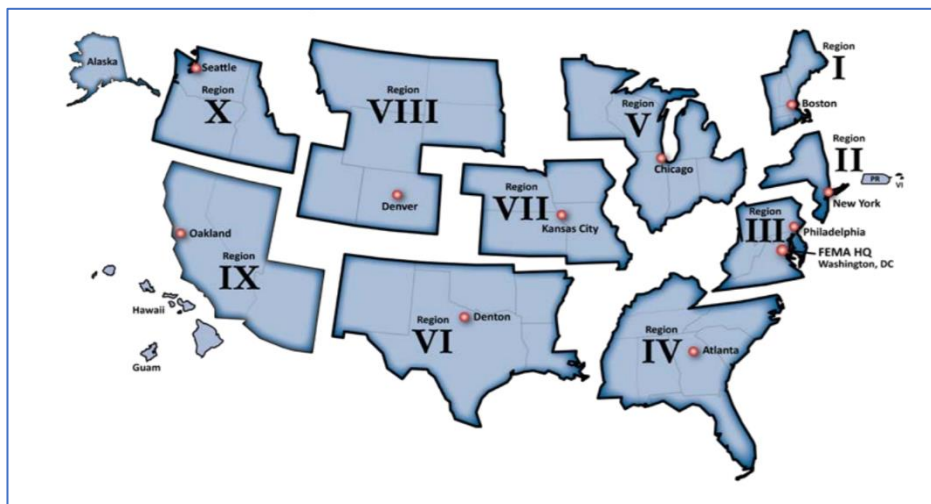 Alaska
Seattle
Region
X
Region
VIII
Region
V
Chicago
Region
I
Boston
Region
II
PR
VI
New York
Denver
Region
VII
Kansas City
Region
III
Philadelphia
FEMA HQ
Washington, DC
Oakland
Region
IX
Hawaii
Guam
Region
VI
Denton
Region
IV
Atlanta